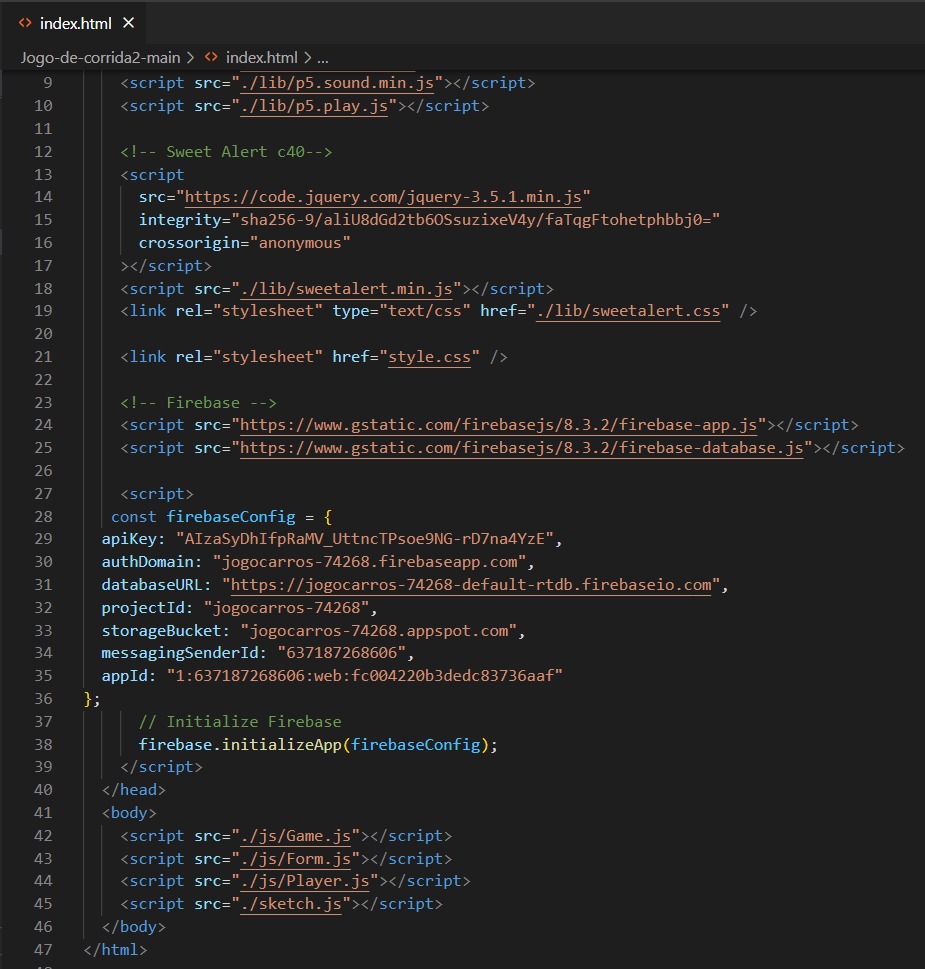 index.html ×
Jogo-de-corrida2-main > index.html > ...
9 <script src="./lib/p5.sound.min.js"></script>
10 <script src="./lib/p5.play.js"></script>
11
12 <!-- Sweet Alert c40-->
13 <script
14 src="https://code.jquery.com/jquery-3.5.1.min.js"
15 integrity="sha256-9/aliU8dGd2tb6OSsuzixeV4y/faTqgFtohetphbbj0="
16 crossorigin="anonymous"
17 ></script>
18 <script src="./lib/sweetalert.min.js"></script>
19 <link rel="stylesheet" type="text/css" href="./lib/sweetalert.css" />
20
21 <link rel="stylesheet" href="style.css" />
22
23 <!-- Firebase -->
24 <script src="https://www.gstatic.com/firebasejs/8.3.2/firebase-app.js"></script>
25 <script src="https://www.gstatic.com/firebasejs/8.3.2/firebase-database.js"></script>
26
27 <script>
28 const firebaseConfig = {
29 apiKey: "AIzaSyDhIfpRaMV_UttncTPsoe9NG-rD7na4YzE",
30 authDomain: "jogocarros-74268.firebaseapp.com",
31 databaseURL: "https://jogocarros-74268-default-rtdb.firebaseio.com",
32 projectId: "jogocarros-74268",
33 storageBucket: "jogocarros-74268.appspot.com",
34 messagingSenderId: "637187268606",
35 appId: "1:637187268606:web:fc004220b3dedc83736aaf"
36 };
37 // Initialize Firebase
38 firebase.initializeApp(firebaseConfig);
39 </script>
40 </head>
41 <body>
42 <script src="./js/Game.js"></script>
43 <script src="./js/Form.js"></script>
44 <script src="./js/Player.js"></script>
45 <script src="./sketch.js"></script>
46 </body>
47 </html>